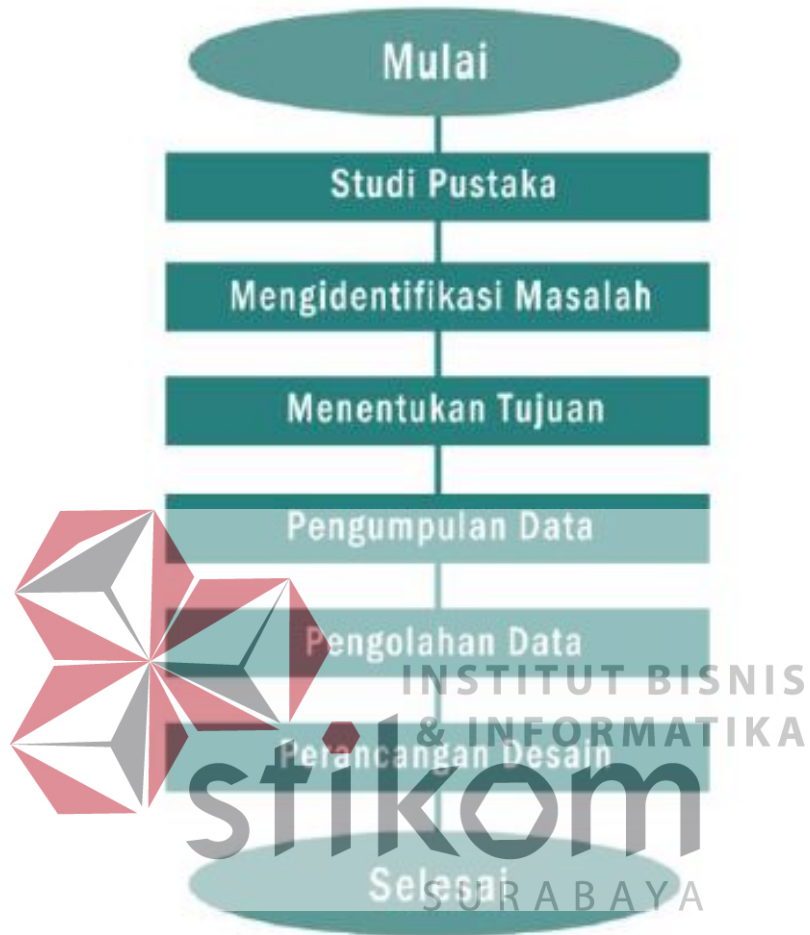 Mulai
Studi Pustaka
Mengidentifikasi Masalah
Menentukan Tujuan
Pengumpulan Data
Pengolahan Data
INSTITUT BISNIS
& INFORMATIKA
Perancangan Desain
stikom
Selesai
SURABAYA